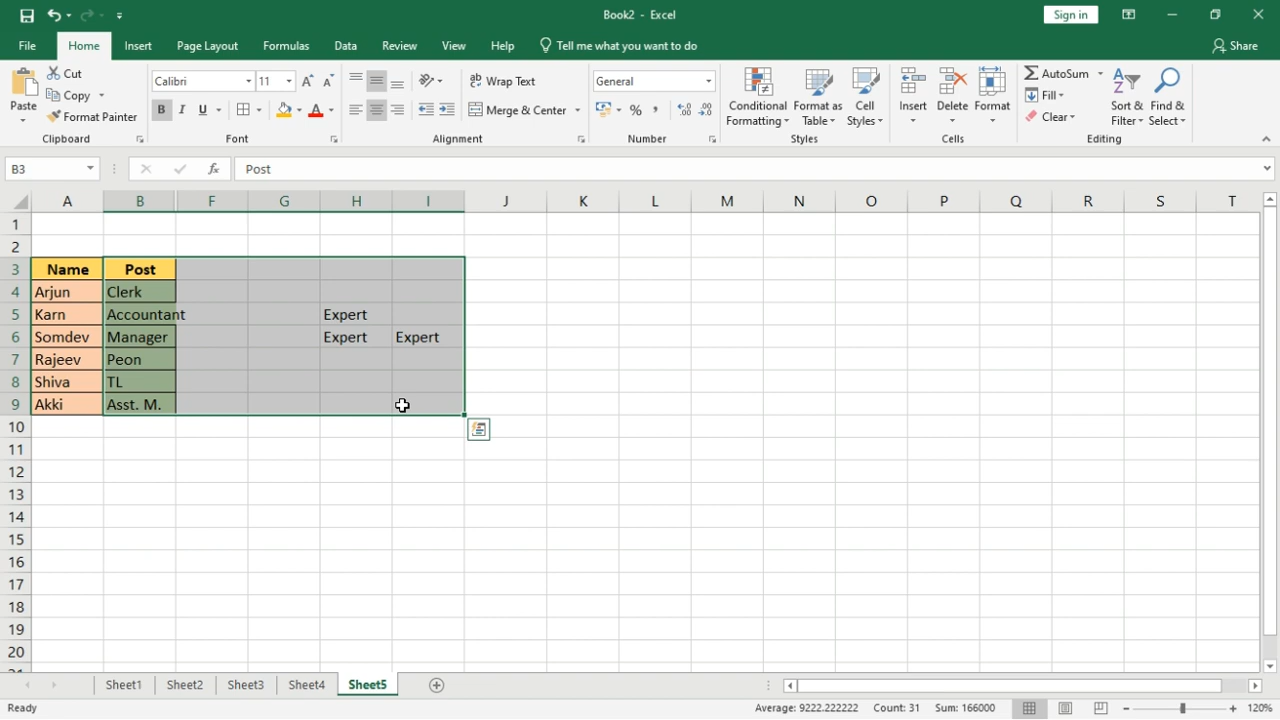 Book2 - Excel
Sign in
File Home Insert Page Layout Formulas Data Review View Help Tell me what you want to do Share
Paste Cut Copy Format Painter
Calibri 11
B I U A
Wrap Text
Merge & Center
General
% ,
Conditional Formatting
Format as Table
Cell Styles
Insert Delete Format
AutoSum
Fill
Clear
Sort & Filter
Find & Select
Clipboard Font Alignment Number Styles Cells Editing
B3 fx Post
A B F G H I J K L M N O P Q R S T
1
2
3 Name Post
4 Arjun Clerk
5 Karn Accountant Expert
6 Somdev Manager Expert Expert
7 Rajeev Peon
8 Shiva TL
9 Akki Asst. M.
10
11
12
13
14
15
16
17
18
19
20
Sheet1 Sheet2 Sheet3 Sheet4 Sheet5
Ready Average: 9222.222222 Count: 31 Sum: 166000 120%